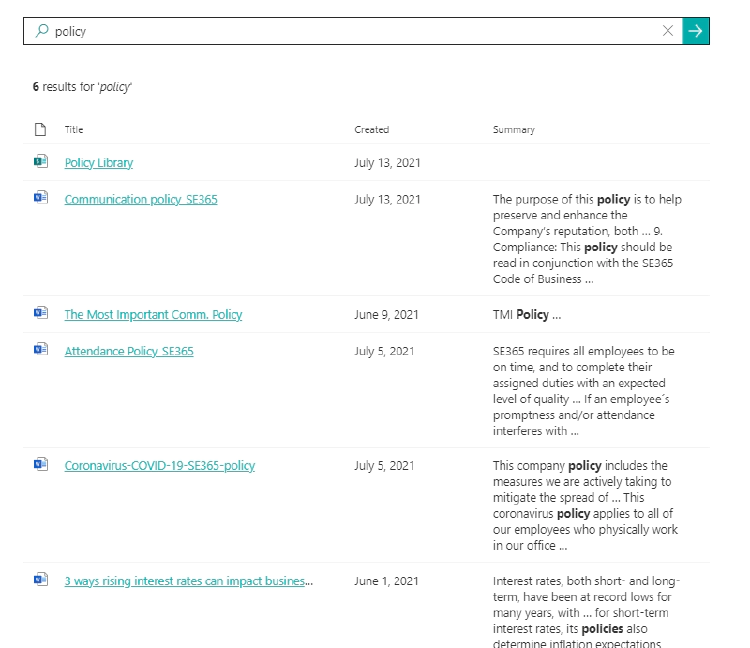 policy
6 results for 'policy'
Title Created Summary
Policy Library July 13, 2021
Communication policy SE365 July 13, 2021 The purpose of this policy is to help
preserve and enhance the
Company's reputation, both ... 9.
Compliance: This policy should be
read in conjunction with the SE365
Code of Business ...
The Most Important Comm. Policy June 9, 2021 TMI Policy ...
Attendance Policy SE365 July 5, 2021 SE365 requires all employees to be
on time, and to complete their
assigned duties with an expected
level of quality ... If an employee´s
promptness and/or attendance
interferes with ...
Coronavirus-COVID-19-SE365-policy July 5, 2021 This company policy includes the
measures we are actively taking to
mitigate the spread of ... This
coronavirus policy applies to all of
our employees who physically work
in our office ...
3 ways rising interest rates can impact busines... June 1, 2021 Interest rates, both short- and long-
term, have been at record lows for
many years, with ... for short-term
interest rates, its policies also
determine inflation expectations